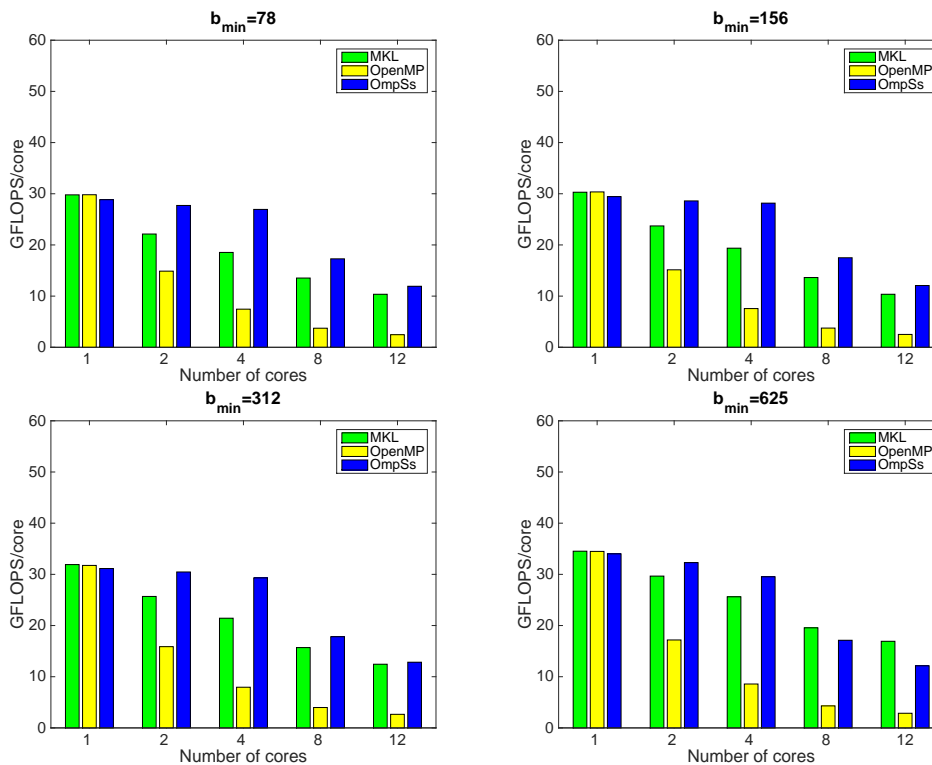 b_min=78
60
50
40
30
20
10
0
GFLOPS/core
MKL
OpenMP
OmpSs
1 2 4 8 12
Number of cores
b_min=156
60
50
40
30
20
10
0
GFLOPS/core
MKL
OpenMP
OmpSs
1 2 4 8 12
Number of cores
b_min=312
60
50
40
30
20
10
0
GFLOPS/core
MKL
OpenMP
OmpSs
1 2 4 8 12
Number of cores
b_min=625
60
50
40
30
20
10
0
GFLOPS/core
MKL
OpenMP
OmpSs
1 2 4 8 12
Number of cores